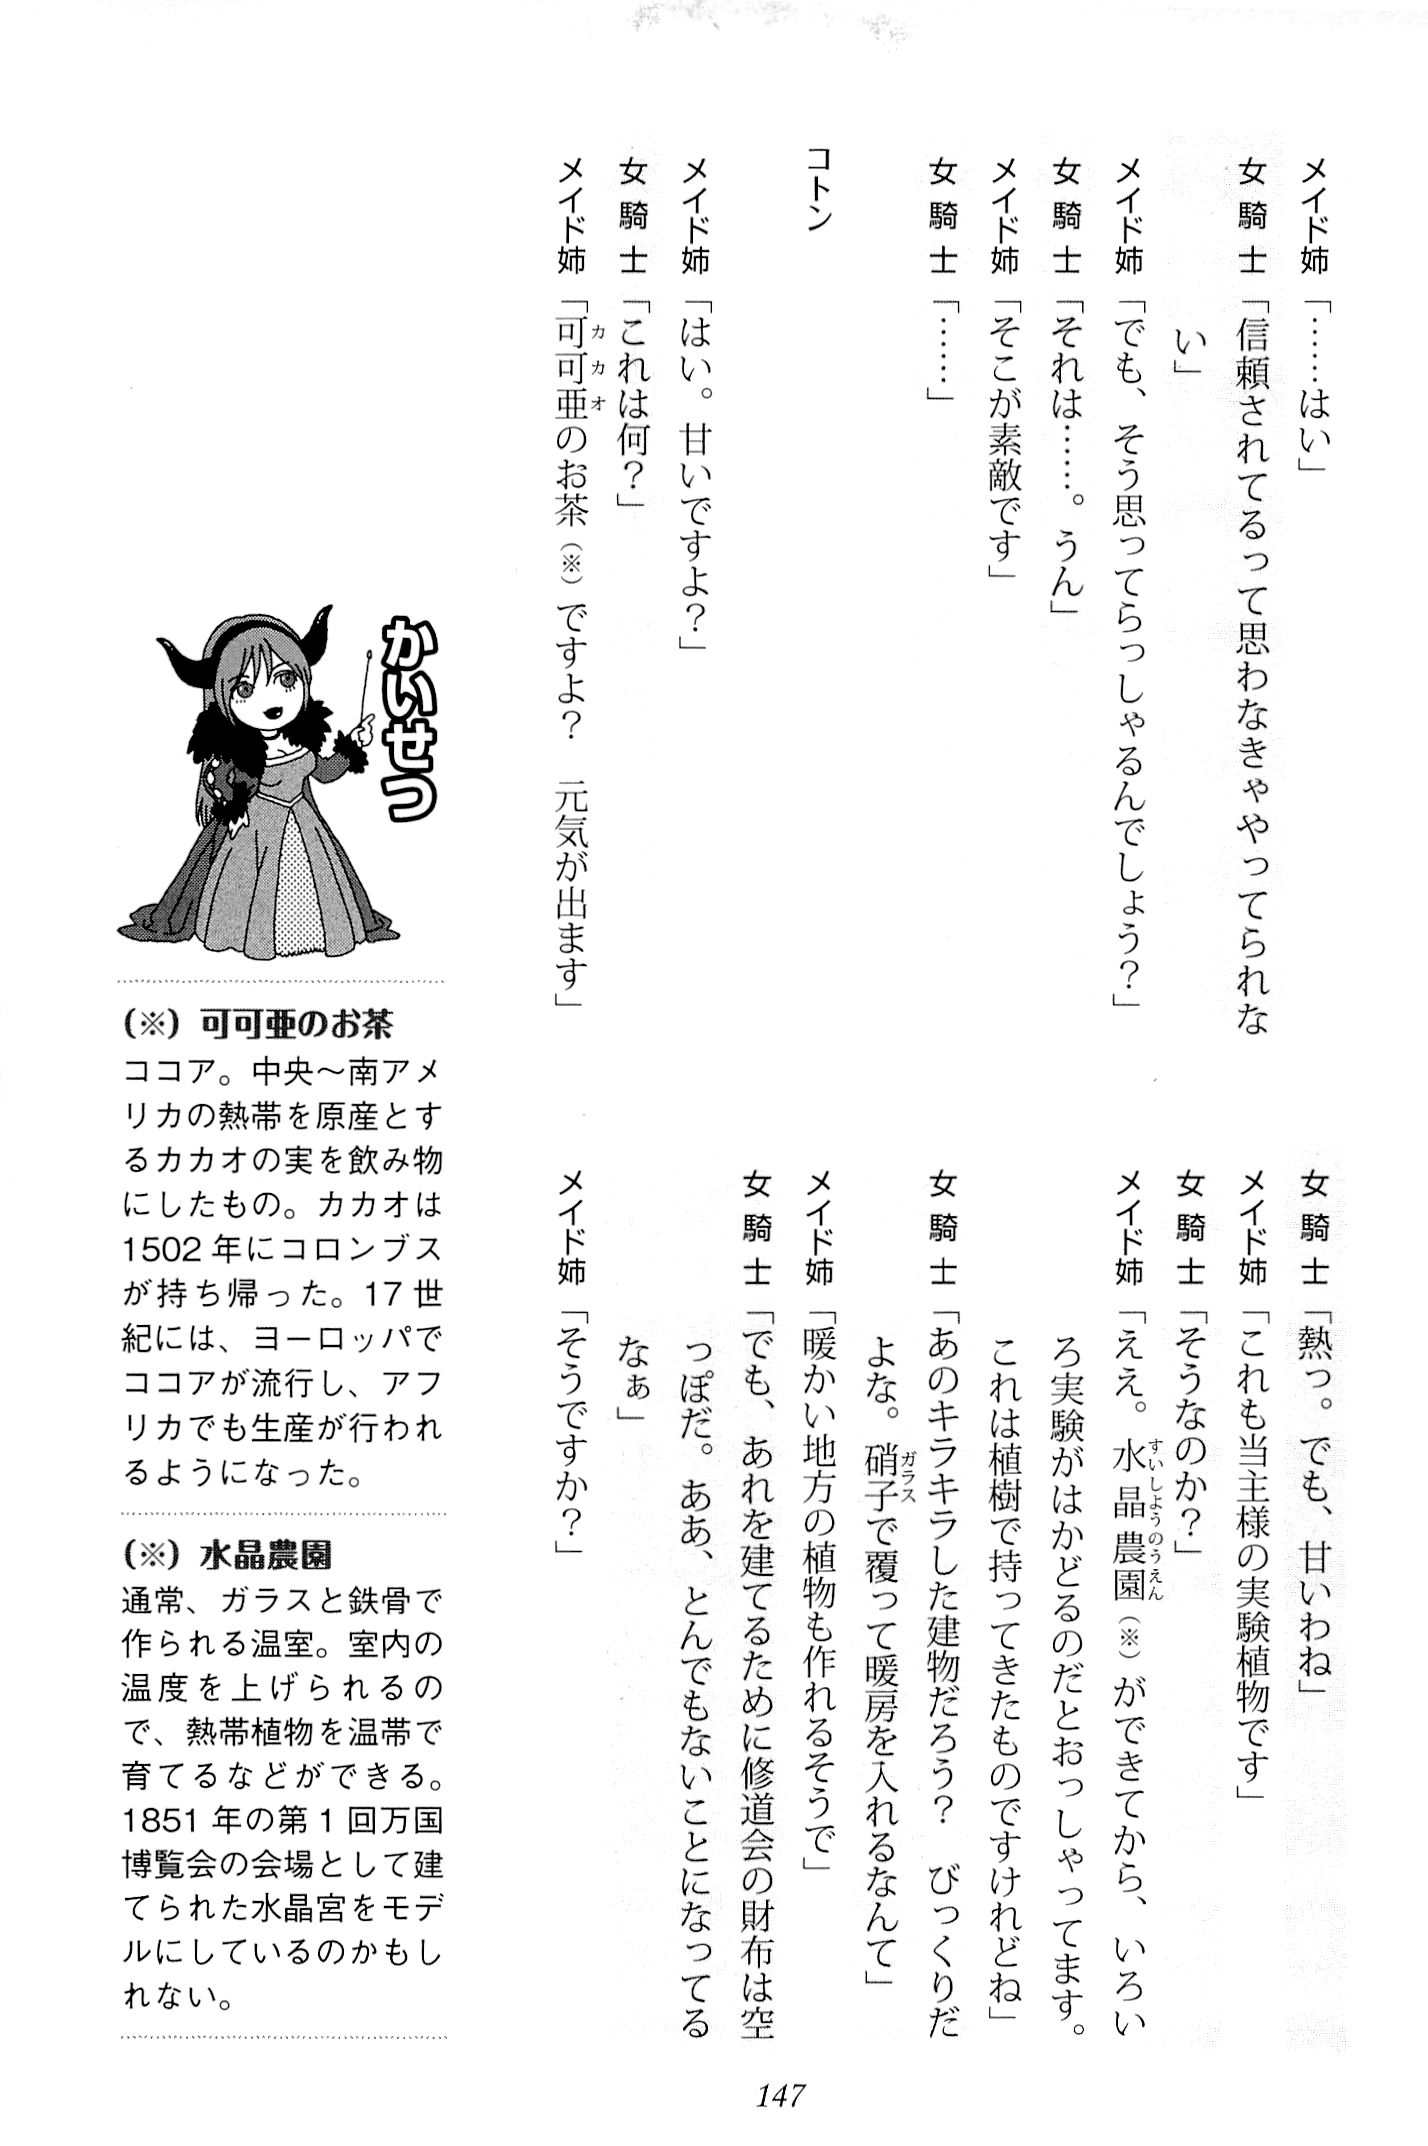 メイド姉「……はい」
女騎士「信頼されてるって思わなきゃやってられな
い」
メイド姉「でも、そう思ってらっしゃるんでしょう？」
女騎士「それは……。うん」
メイド姉「そこが素敵です」
女騎士「……」
コトン
メイド姉「はい。甘いですよ？」
女騎士「これは何？」
メイド姉「可可亜のお茶（※）ですよ？　元気が出ます」
女騎士「熱っ。でも、甘いわね」
メイド姉「これも当主様の実験植物です」
女騎士「そうなのか？」
メイド姉「ええ。水晶農園（※）ができてから、いろい
ろ実験がはかどるのだとおっしゃってます。
これは植樹で持ってきたものですけれどね」
女騎士「あのキラキラした建物だろう？　びっくりだ
よな。硝子で覆って暖房を入れるなんて」
メイド姉「暖かい地方の植物も作れるそうで」
女騎士「でも、あれを建てるために修道会の財布は空
っぽだ。ああ、とんでもないことになってる
なぁ」
メイド姉「そうですか？」
かいせつ
（※）可可亜のお茶
ココア。中央〜南アメ
リカの熱帯を原産とす
るカカオの実を飲み物
にしたもの。カカオは
1502年にコロンブス
が持ち帰った。17世
紀には、ヨーロッパで
ココアが流行し、アフ
リカでも生産が行われ
るようになった。
（※）水晶農園
通常、ガラスと鉄骨で
作られる温室。室内の
温度を上げられるの
で、熱帯植物を温帯で
育てるなどができる。
1851年の第1回万国
博覧会の会場として建
てられた水晶宮をモデ
ルにしているのかもし
れない。
147